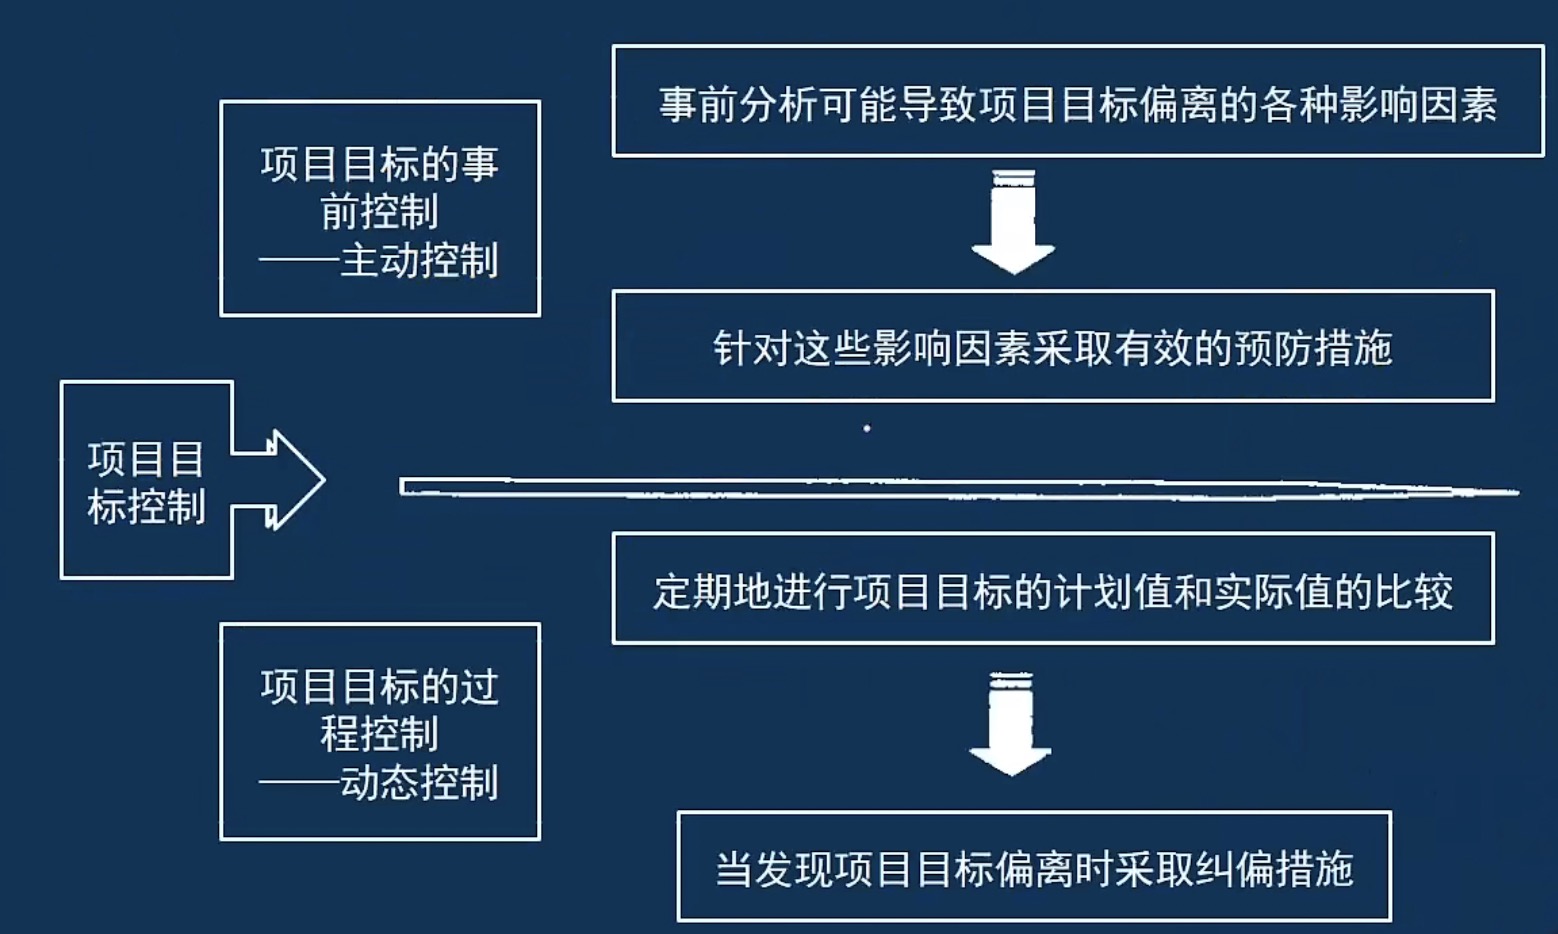 事前分析可能导致项目目标偏离的各种影响因素
项目目标的事
前控制
——主动控制
针对这些影响因素采取有效的预防措施
项目目
标控制
定期地进行项目目标的计划值和实际值的比较
项目目标的过
程控制
——动态控制
当发现项目目标偏离时采取纠偏措施